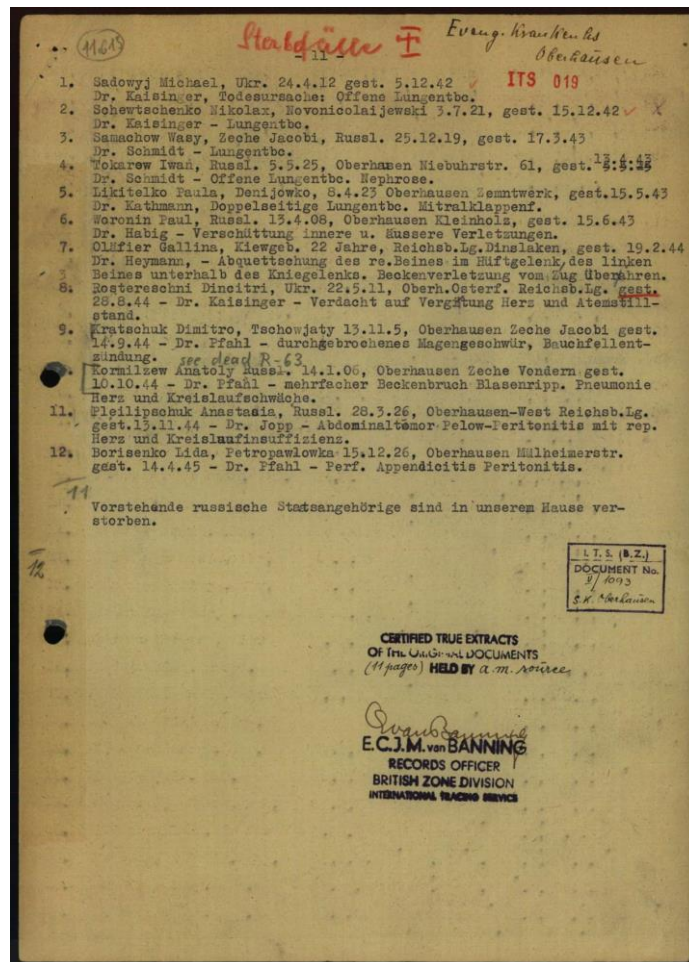 11615
Sterbfälle
Evang. Krankenhs
Oberhausen
- 11 -
ITS 019
1. Sadowyj Michael, Ukr. 24.4.12 gest. 5.12.42
Dr. Kaisinger, Todesursache: Offene Lungentbc.
2. Schewtschenko Nikolax, Novonicolaijewski 3.7.21, gest. 15.12.42
Dr. Kaisinger - Lungentbc.
3. Samachow Wasy, Zeche Jacobi, Russl. 25.12.19, gest. 17.3.43
Dr. Schmidt - Lungentbc.
4. Tokarew Iwan, Russl. 5.5.25, Oberhausen Niebuhrstr. 61, gest.
Dr. Schmidt - Offene Lungentbc. Nephrose.
5. Likitelko Paula, Denijowko, 8.4.23 Oberhausen Zemntwerk, gest.15.5.43
Dr. Kathmann, Doppelseitige Lungentbc. Mitralklappenf.
6. Woronin Paul, Russl. 13.4.08, Oberhausen Kleinholz, gest. 15.6.43
Dr. Habig - Verschüttung innere u. äussere Verletzungen.
7. Olüfier Gallina, Kiewgeb. 22 Jahre, Reichsb.Lg.Dinslaken, gest. 19.2.44
Dr. Heymann, - Abquettschung des re.Beines im Hüftgelenk,des linken
Beines unterhalb des Kniegelenks. Beckenverletzung vom Zug überahren.
8. Rostereschni Dincitri, Ukr. 22.5.11, Oberh.Osterf. Reichsb.Lg. gest.
28.8.44 - Dr. Kaisinger - Verdacht auf Vergitung Herz und Atemstill-
stand.
9. Kratschuk Dimitro, Tschowjaty 13.11.5, Oberhausen Zeche Jacobi gest.
14.9.44 - Dr. Pfahl - durchgebrochenes Magengeschwür, Bauchfellent-
zündung.
see dead R-63
Kormilzew Anatoly Russl. 14.1.06, Oberhausen Zeche Vondern gest.
10.10.44 - Dr. Pfahl - mehrfacher Beckenbruch Blasenripp. Pneumonie
Herz und Kreislaufschwäche.
11. Pleilipschuk Anastasia, Russl. 28.3.26, Oberhausen-West Reichsb.Lg.
gest.13.11.44 - Dr. Jopp - Abdominaltomor Pelow-Peritonitis mit rep.
Herz und Kreislaufinsuffizienz.
12. Borisenko Lida, Petropawlowka 15.12.26, Oberhausen Mülheimerstr.
gest. 14.4.45 - Dr. Pfahl - Perf. Appendicitis Peritonitis.
11
Vorstehende russische Staatsangehörige sind in unserem Hause ver-
storben.
12
I.T.S. (B.Z.)
DOCUMENT No.
II/1093
S.K. Oberhausen
CERTIFIED TRUE EXTRACTS
OF THE ORIGINAL DOCUMENTS
(11 pages) HELD BY a.m. source
E.C.J.M. van BANNING
RECORDS OFFICER
BRITISH ZONE DIVISION
INTERNATIONAL TRACING SERVICE